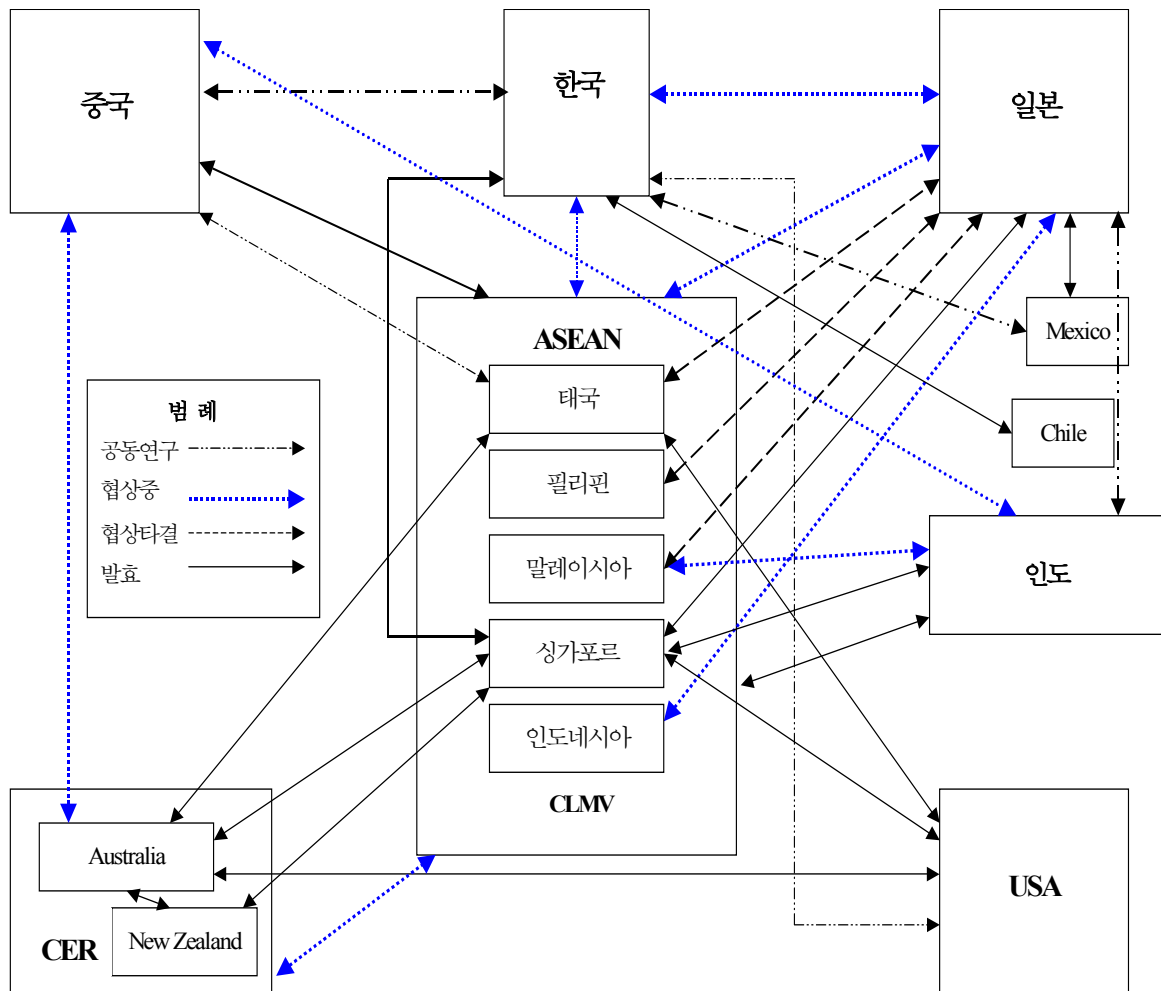 중국
한국
일본
ASEAN
태국
필리핀
말레이시아
싱가포르
인도네시아
CLMV
Mexico
Chile
인도
범 례
공동연구
협상중
협상타결
발효
Australia
New Zealand
CER
USA